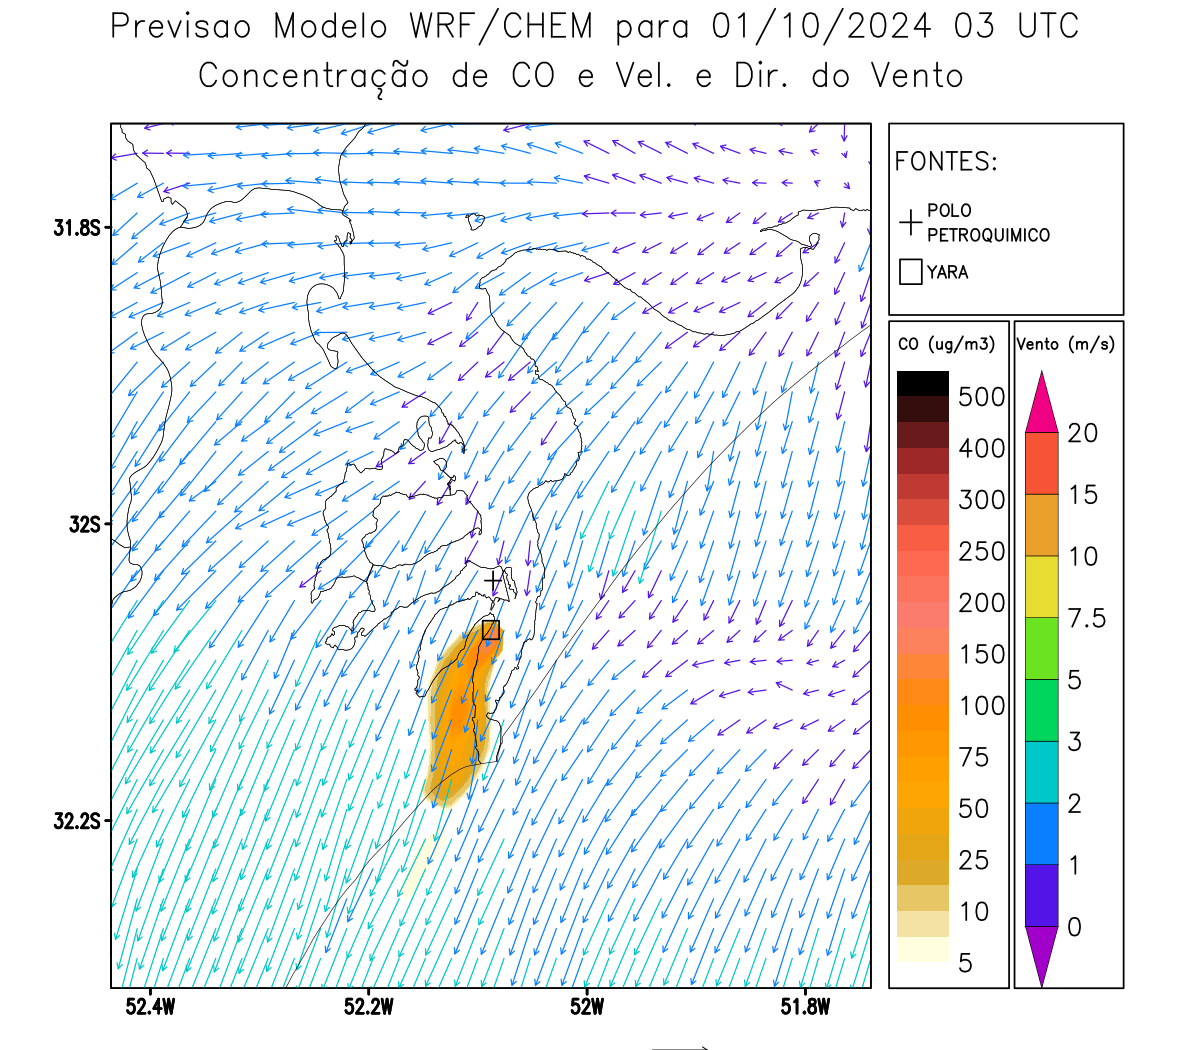 Previsao Modelo WRF/CHEM para 01/10/2024 03 UTC
Concentração de CO e Vel. e Dir. do Vento
FONTES:
POLO
PETROQUIMICO
YARA
CO (ug/m3)
500
400
300
250
200
150
100
75
50
25
10
5
Vento (m/s)
20
15
10
7.5
5
3
2
1
0
31.8S
32S
32.2S
52.4W
52.2W
52W
51.8W